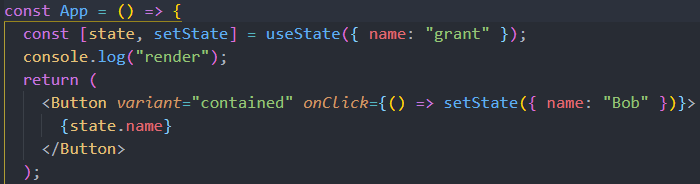 const App = () => {
const [state, setState] = useState({ name: "grant" });
console.log("render");
return (
<Button variant="contained" onClick={() => setState({ name: "Bob" })}>
{state.name}
</Button>
);